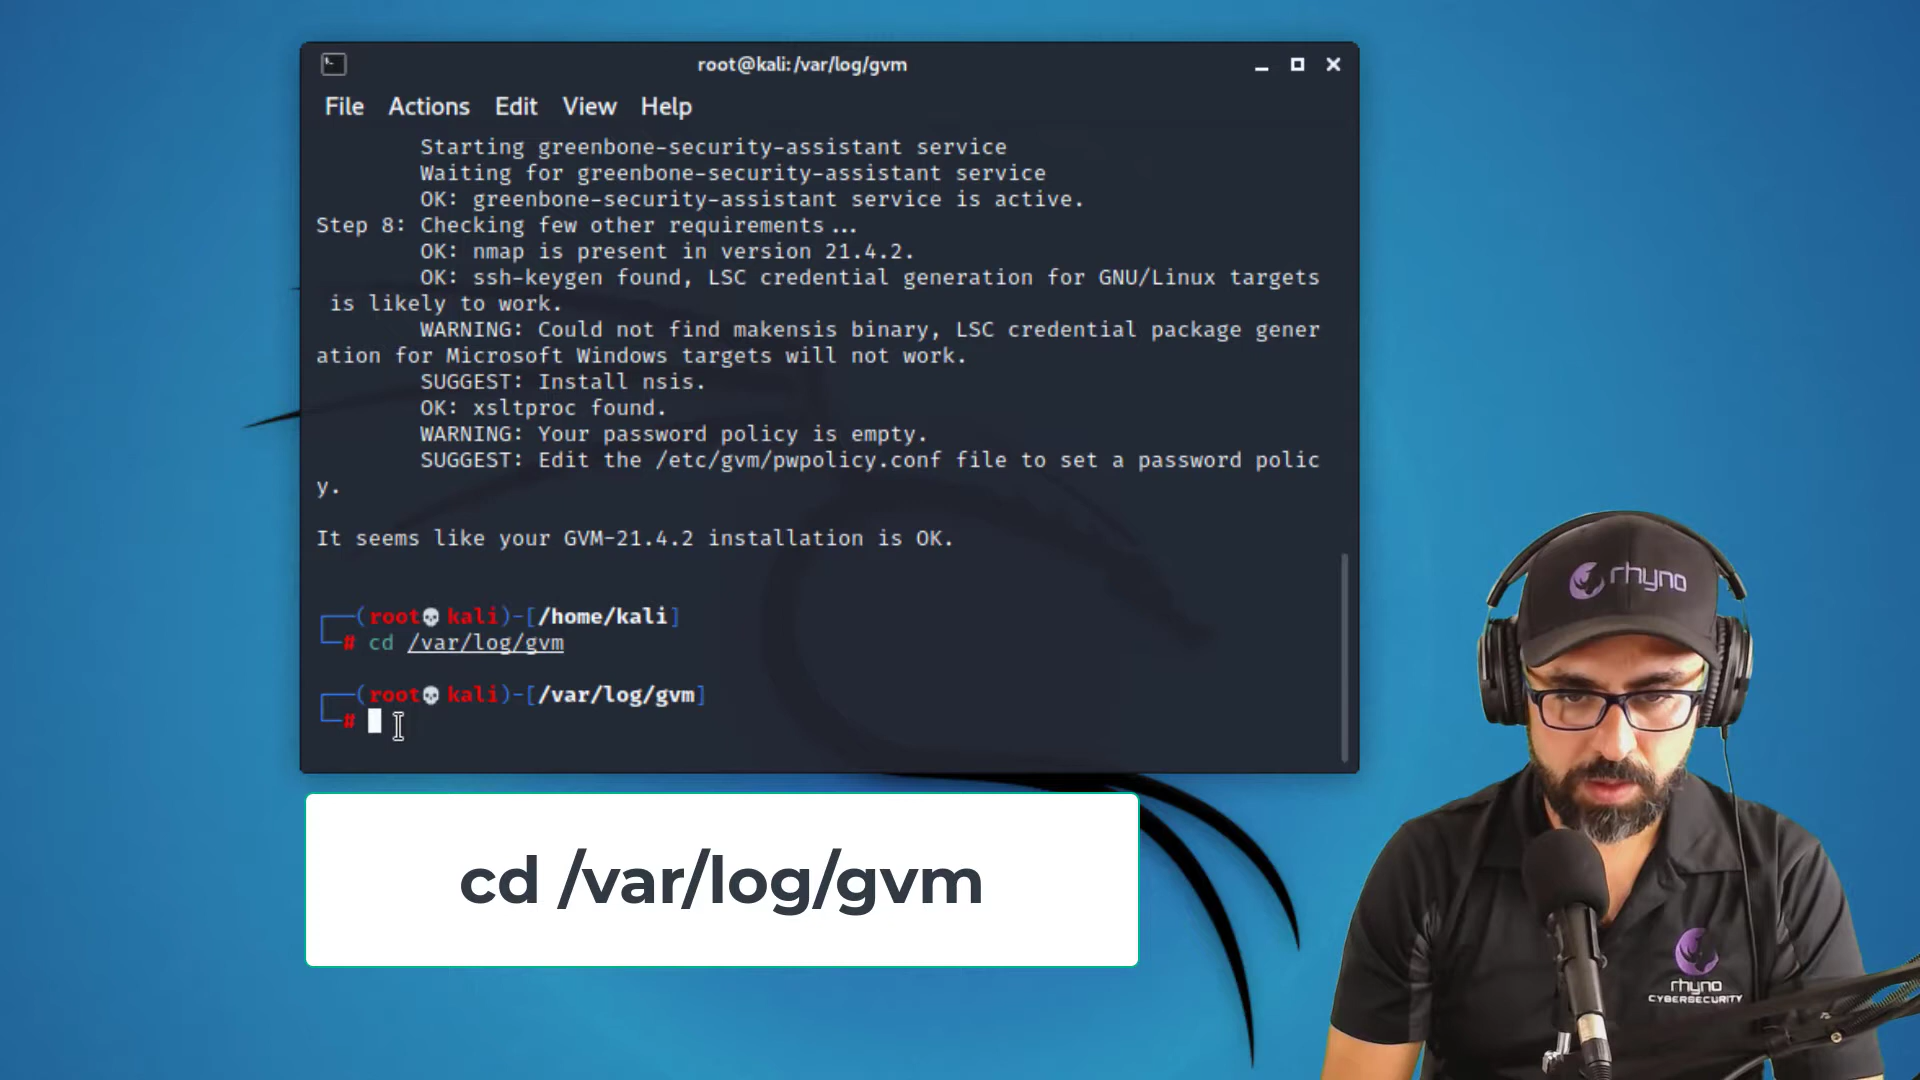 root@kali:/var/log/gvm
File Actions Edit View Help
Starting greenbone-security-assistant service
Waiting for greenbone-security-assistant service
OK: greenbone-security-assistant service is active.
Step 8: Checking few other requirements...
OK: nmap is present in version 21.4.2.
OK: ssh-keygen found, LSC credential generation for GNU/Linux targets
is likely to work.
WARNING: Could not find makensis binary, LSC credential package gener
ation for Microsoft Windows targets will not work.
SUGGEST: Install nsis.
OK: xsltproc found.
WARNING: Your password policy is empty.
SUGGEST: Edit the /etc/gvm/pwpolicy.conf file to set a password polic
y.
It seems like your GVM-21.4.2 installation is OK.
(root💀kali)-[/home/kali]
# cd /var/log/gvm
(root💀kali)-[/var/log/gvm]
#
cd /var/log/gvm
rhyno
rhyno
CYBERSECURITY